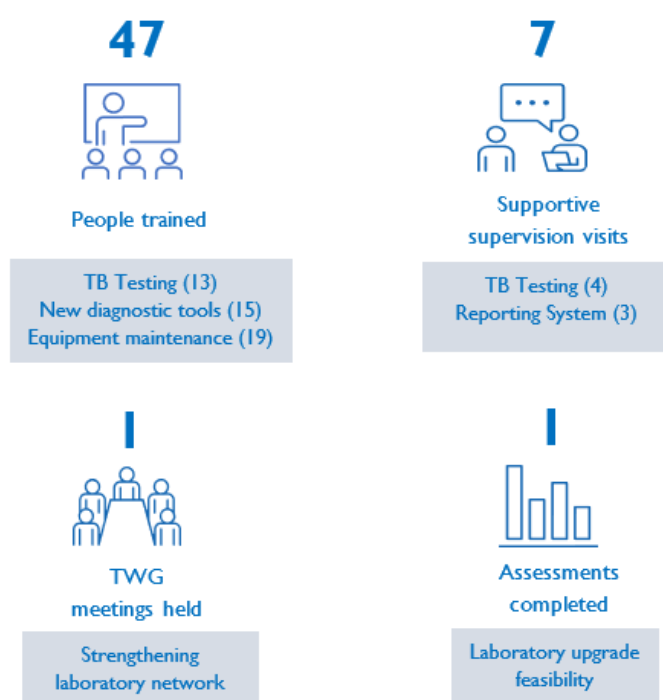 47
People trained
TB Testing (13)
New diagnostic tools (15)
Equipment maintenance (19)
7
Supportive
supervision visits
TB Testing (4)
Reporting System (3)
1
TWG
meetings held
Strengthening
laboratory network
1
Assessments
completed
Laboratory upgrade
feasibility